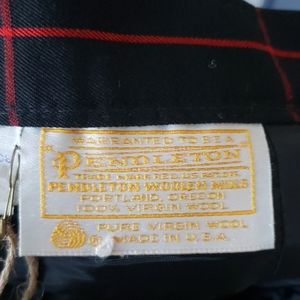 WARRANTED TO BE A
"PENDLETON"
TRADE MARK REG. U.S. PAT. OFF.
PENDLETON WOOLEN MILLS
PORTLAND, OREGON
100% VIRGIN WOOL
PURE VIRGIN WOOL
MADE IN U.S.A.